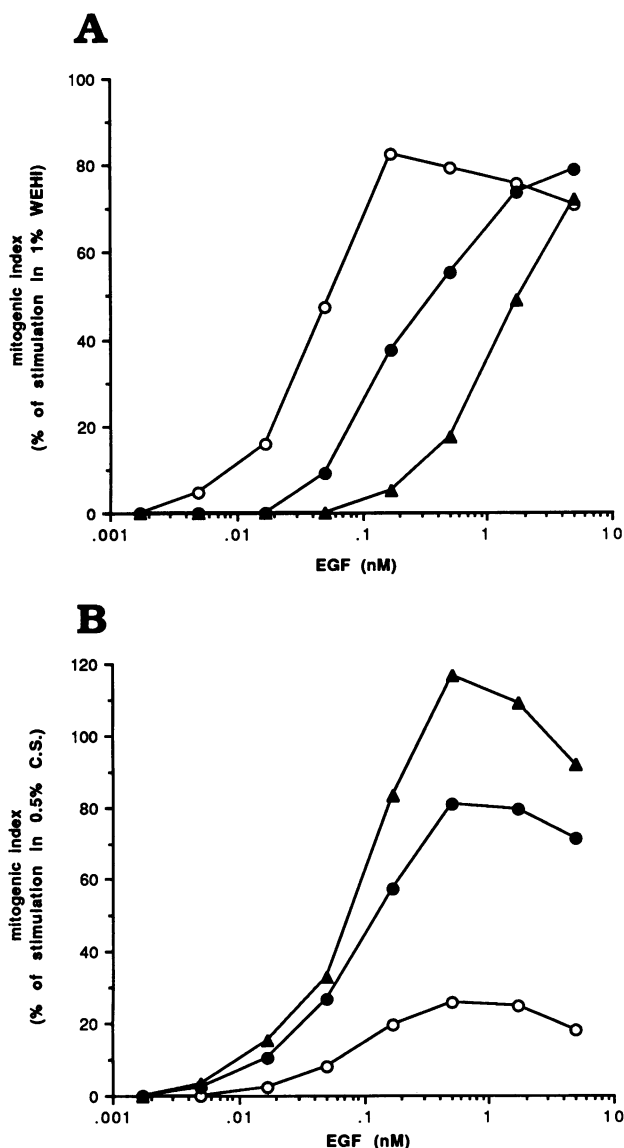 A
mitogenic index
(% of stimulation in 1% WEHI)
100
80
60
40
20
0
.001
.01
.1
1
10
EGF (nM)
B
mitogenic index
(% of stimulation in 0.5% C.S.)
120
100
80
60
40
20
0
.001
.01
.1
1
10
EGF (nM)